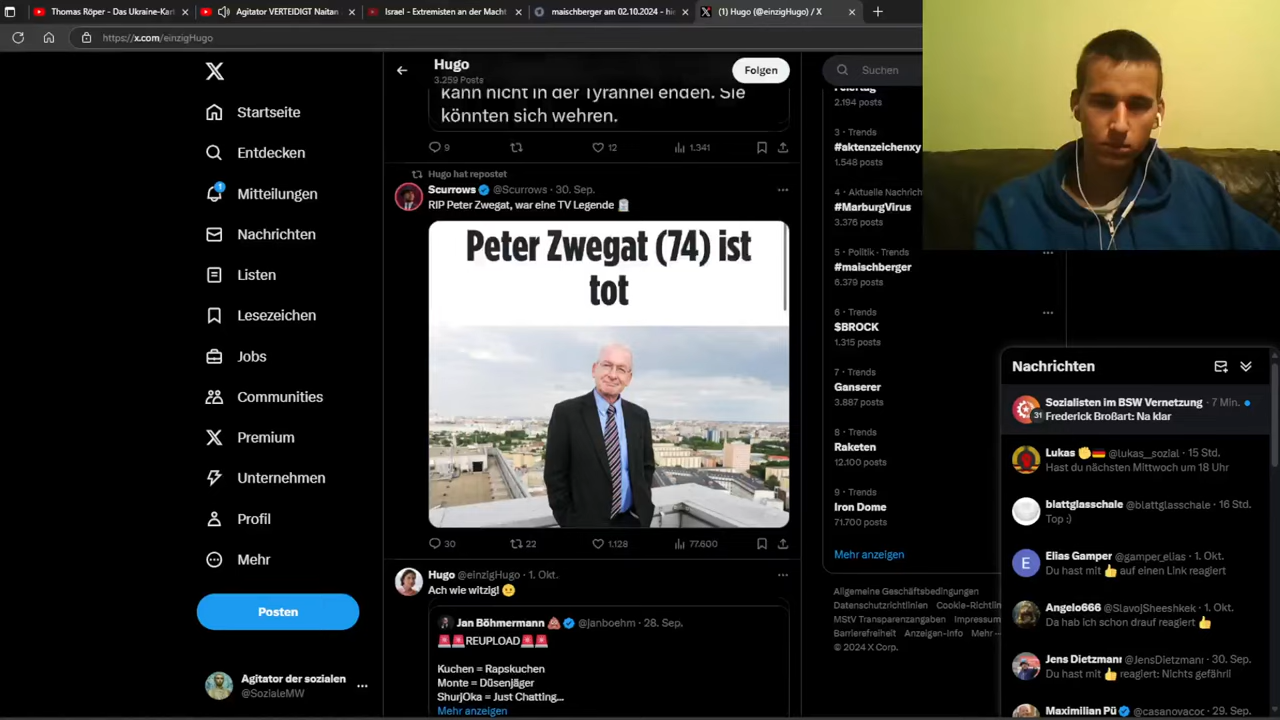 Thomas Röper - Das Ukraine-Kar
Agitator VERTEIDIGT Naitan
Israel - Extremisten an der Macht
maischberger am 02.10.2024 - hie
(1) Hugo (@einzigHugo) / X
https://x.com/einzigHugo
Startseite
Entdecken
Mitteilungen
Nachrichten
Listen
Lesezeichen
Jobs
Communities
Premium
Unternehmen
Profil
Mehr
Posten
Agitator der sozialen
@SozialeMW
Hugo
3.259 Posts
Folgen
kann nicht in der Tyrannei enden. Sie
könnten sich wehren.
9 12 1.341
Hugo hat repostet
Scurrows @Scurrows · 30. Sep.
RIP Peter Zwegat, war eine TV Legende 🪦
Peter Zwegat (74) ist
tot
30 22 1.128 77.600
Hugo @einzigHugo · 1. Okt.
Ach wie witzig! 😐
Jan Böhmermann 💩 @janboehm · 28. Sep.
🚨🚨REUPLOAD🚨🚨
Kuchen = Rapskuchen
Monte = Düsenjäger
ShurjOka = Just Chatting...
Mehr anzeigen
Suchen
Feiertag
2.194 posts
3 · Trends
#aktenzeichenxy
1.548 posts
4 · Aktuelle Nachrich
#MarburgVirus
3.376 posts
5 · Politik · Trends
#maischberger
6.379 posts
6 · Trends
$BROCK
1.315 posts
7 · Trends
Ganserer
3.887 posts
8 · Trends
Raketen
12.100 posts
9 · Trends
Iron Dome
71.700 posts
Mehr anzeigen
Allgemeine Geschäftsbedingungen
Datenschutzrichtlinien Cookie-Richtlin
MStV Transparenzangaben Impressum
Barrierefreiheit Anzeigen-Info Mehr
© 2024 X Corp.
Nachrichten
Sozialisten im BSW Vernetzung · 7 Min.
31 Frederick Broßart: Na klar
Lukas ✊🇩🇪 @lukas_sozial · 15 Std.
Hast du nächsten Mittwoch um 18 Uhr
blattglasschale @blattglasschale · 16 Std.
Top :)
E
Elias Gamper @gamper_elias · 1. Okt.
Du hast mit 👍 auf einen Link reagiert
Angelo666 @SlavojSheeshkek · 1. Okt.
Da hab ich schon drauf reagiert 👍
Jens Dietzmann @JensDietzmanr · 30. Sep.
Du hast mit 👍 reagiert: Nichts gefähril
Maximilian Pü @casanovacoc · 29. Sep.